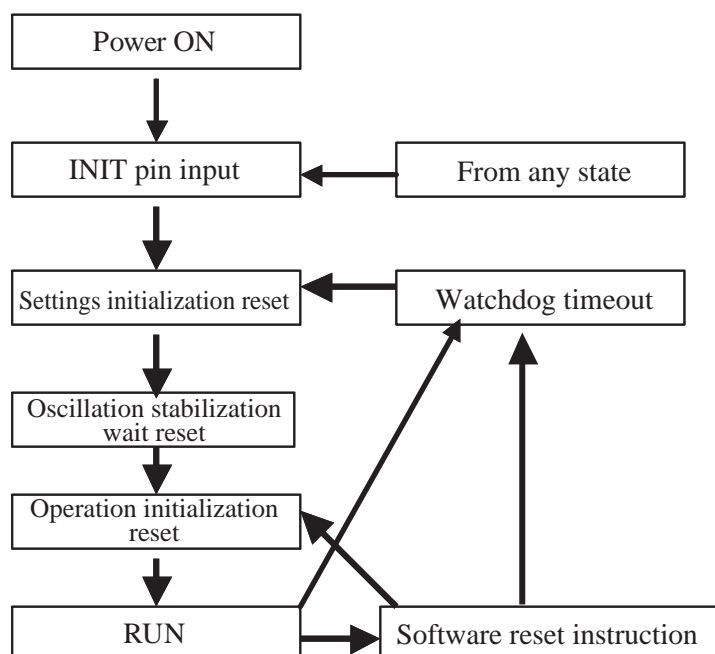 Power ON
INIT pin input
From any state
Settings initialization reset
Watchdog timeout
Oscillation stabilization
wait reset
Operation initialization
reset
RUN
Software reset instruction